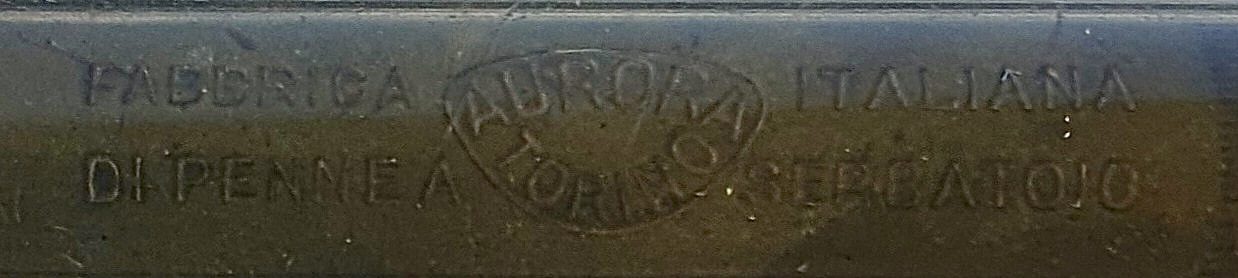 FABBRICA AURORA ITALIANA
DI PENNE A TORINO SERBATOIO